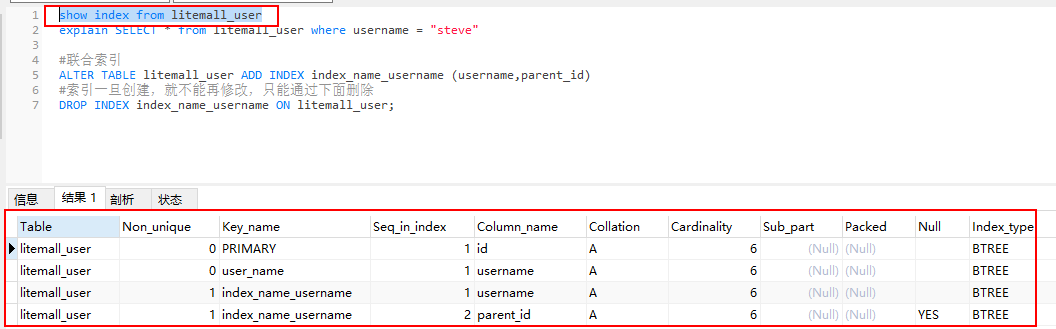 1 show index from litemall_user
2 explain SELECT * from litemall_user where username = "steve"
3
4 #联合索引
5 ALTER TABLE litemall_user ADD INDEX index_name_username (username,parent_id)
6 #索引一旦创建，就不能再修改，只能通过下面删除
7 DROP INDEX index_name_username ON litemall_user;
信息 结果 1 剖析 状态
Table Non_unique Key_name Seq_in_index Column_name Collation Cardinality Sub_part Packed Null Index_type
litemall_user 0 PRIMARY 1 id A 6 (Null) (Null) BTREE
litemall_user 0 user_name 1 username A 6 (Null) (Null) BTREE
litemall_user 1 index_name_username 1 username A 6 (Null) (Null) BTREE
litemall_user 1 index_name_username 2 parent_id A 6 (Null) (Null) YES BTREE